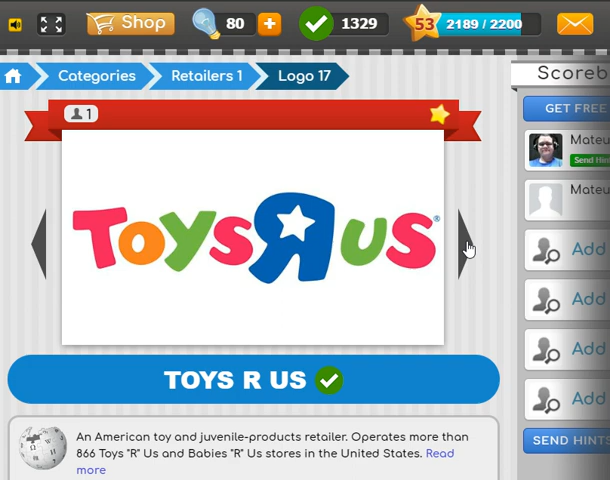 Shop
80
1329
53
2189 / 2200
Categories
Retailers 1
Logo 17
Scoreb
1
GET FREE
Mateu
Send Hin
Mateu
TOYS R US®
Add
Add
Add
Add
TOYS R US
SEND HINTS
An American toy and juvenile-products retailer. Operates more than
866 Toys "R" Us and Babies "R" Us stores in the United States. Read
more